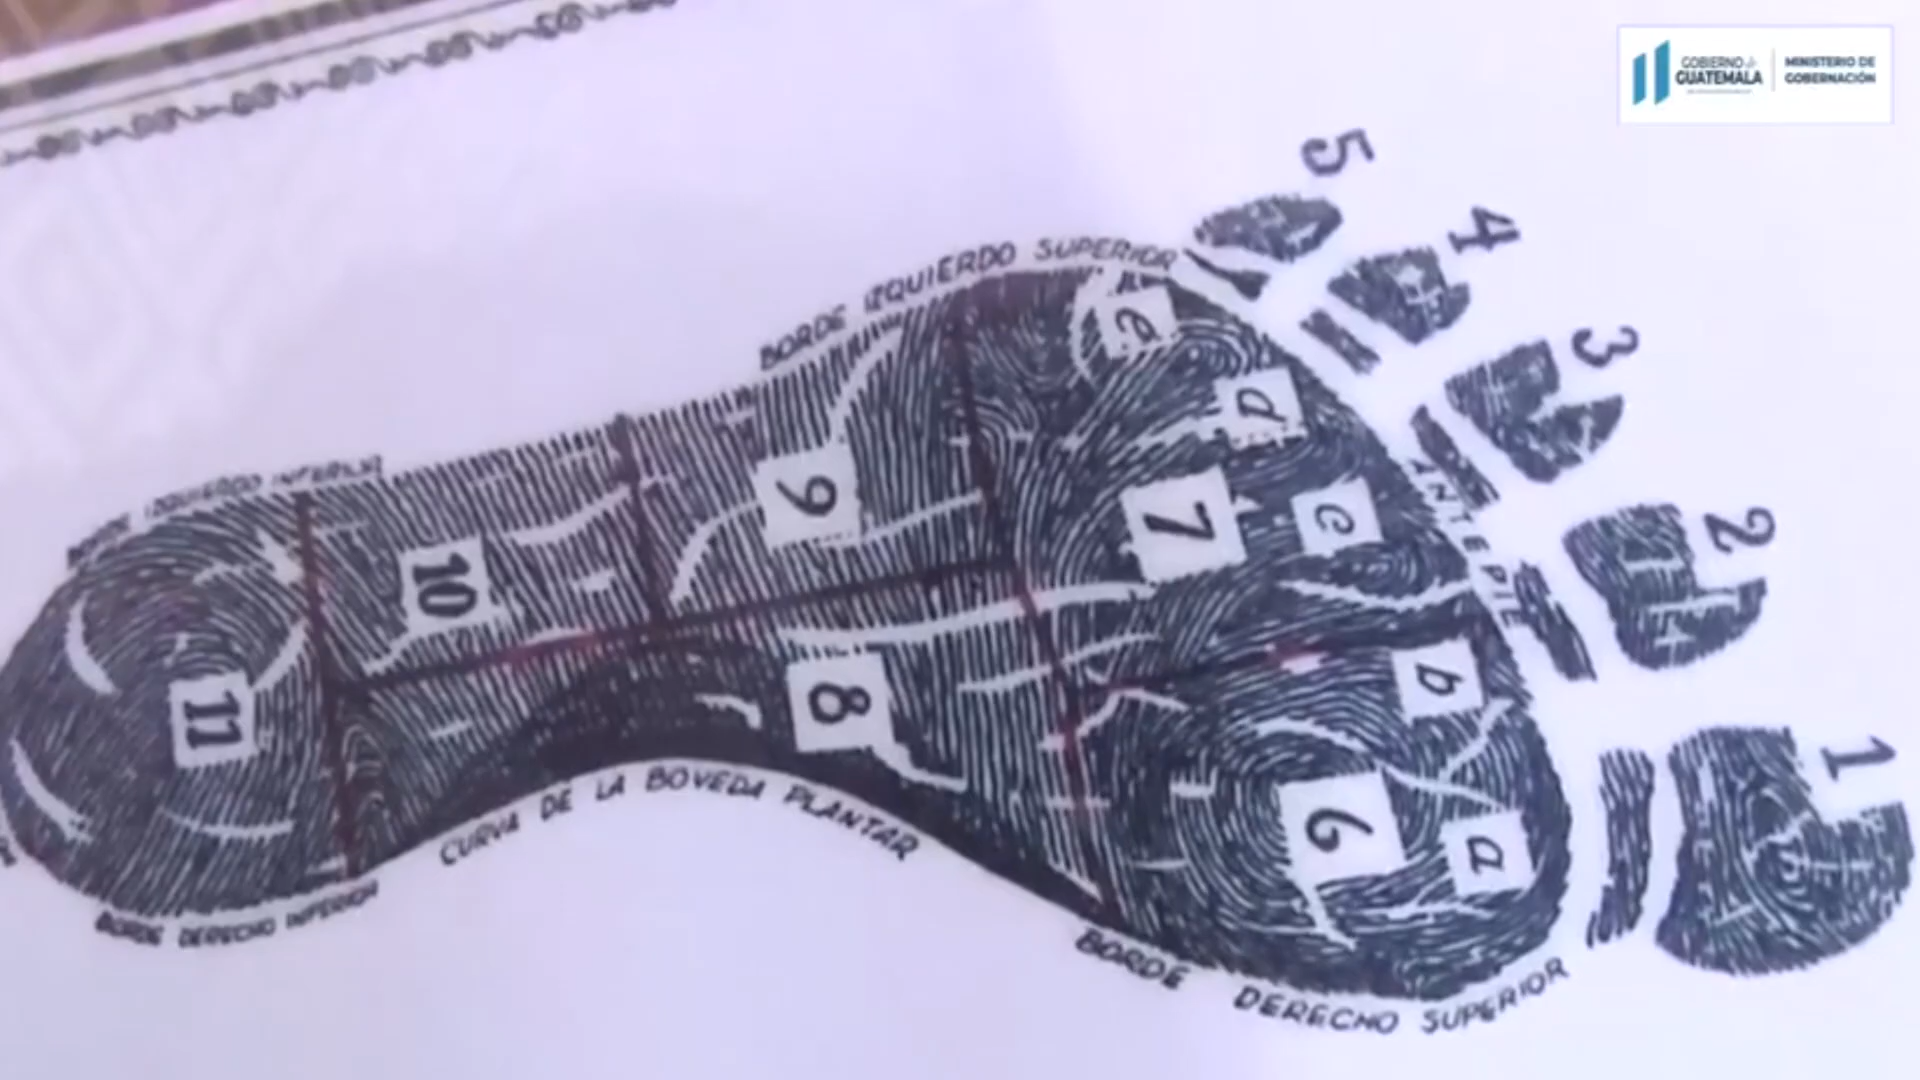 GOBIERNO de
GUATEMALA
MINISTERIO DE
GOBERNACIÓN
5
4
3
2
1
BORDE IZQUIERDO SUPERIOR
BORDE IZQUIERDO INFERIOR
e
d
e
b
a
ANTEPIE
7
9
10
8
6
11
CURVA DE LA BOVEDA PLANTAR
BORDE DERECHO INFERIOR
BORDE DERECHO SUPERIOR